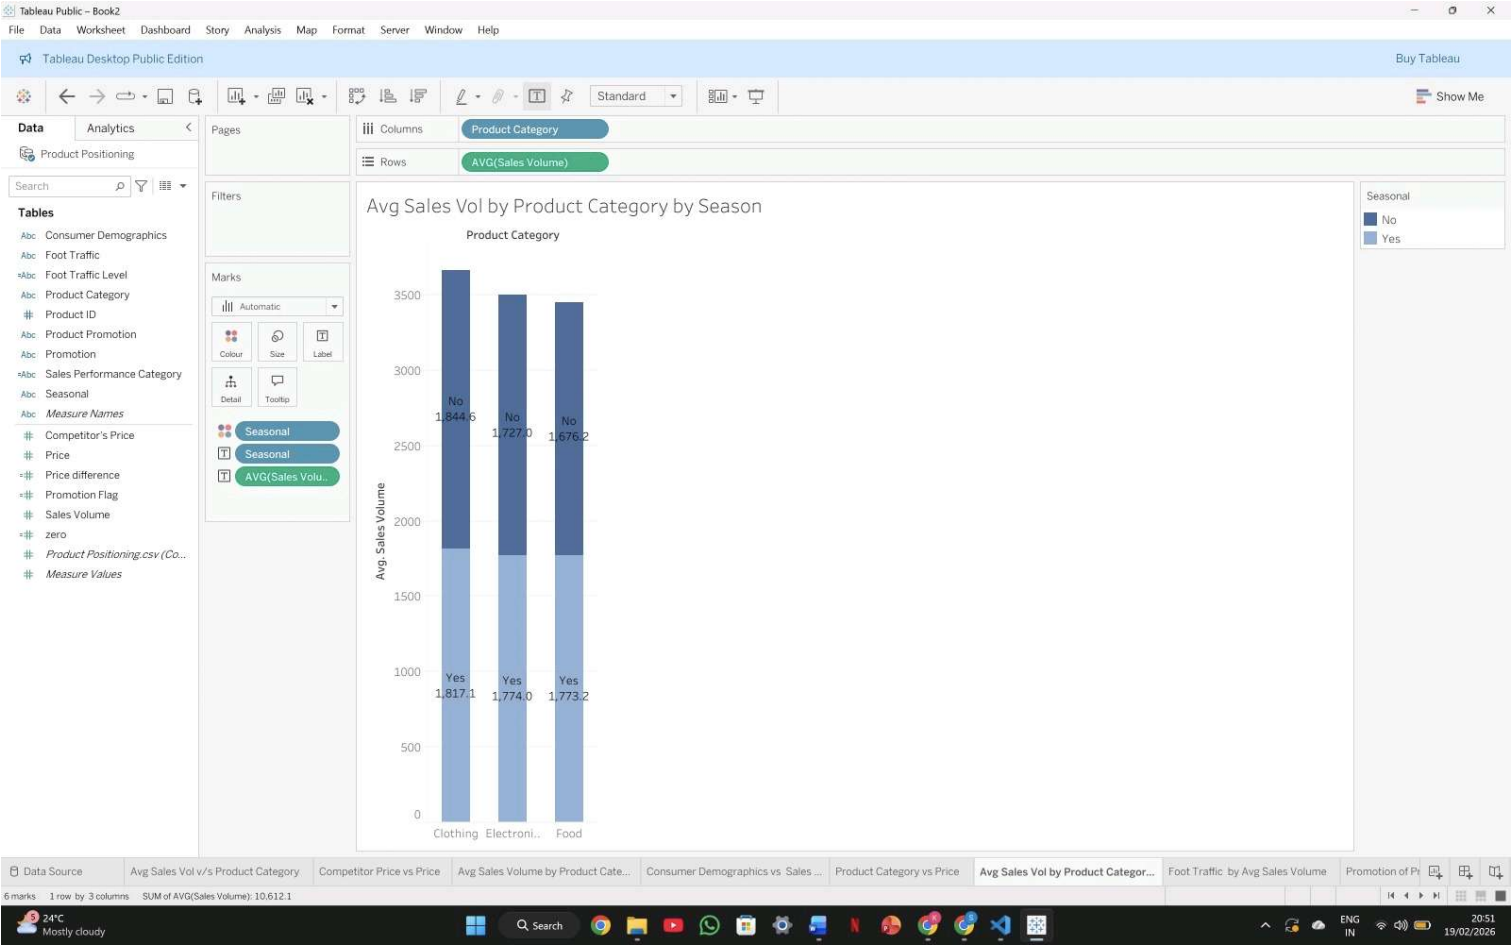 Tableau Public – Book2
File Data Worksheet Dashboard Story Analysis Map Format Server Window Help
Tableau Desktop Public Edition
Buy Tableau
Standard
Show Me
Data Analytics
Product Positioning
Search
Tables
Abc Consumer Demographics
Abc Foot Traffic
=Abc Foot Traffic Level
Abc Product Category
# Product ID
Abc Product Promotion
Abc Promotion
=Abc Sales Performance Category
Abc Seasonal
Abc Measure Names
# Competitor's Price
# Price
=# Price difference
=# Promotion Flag
# Sales Volume
=# zero
# Product Positioning.csv (Co...
# Measure Values
Pages
Filters
Marks
Automatic
Colour Size Label
Detail Tooltip
Seasonal
Seasonal
AVG(Sales Volu..
Columns Product Category
Rows AVG(Sales Volume)
Avg Sales Vol by Product Category by Season
Product Category
Avg. Sales Volume
3500
3000
2500
2000
1500
1000
500
0
No
1,844.6
No
1,727.0
No
1,676.2
Yes
1,817.1
Yes
1,774.0
Yes
1,773.2
Clothing Electroni.. Food
Seasonal
No
Yes
Data Source Avg Sales Vol v/s Product Category Competitor Price vs Price Avg Sales Volume by Product Cate... Consumer Demographics vs Sales ... Product Category vs Price Avg Sales Vol by Product Categor... Foot Traffic by Avg Sales Volume Promotion of Pr
6 marks 1 row by 3 columns SUM of AVG(Sales Volume): 10,612.1
5
24°C
Mostly cloudy
Search
ENG
IN
20:51
19/02/2026